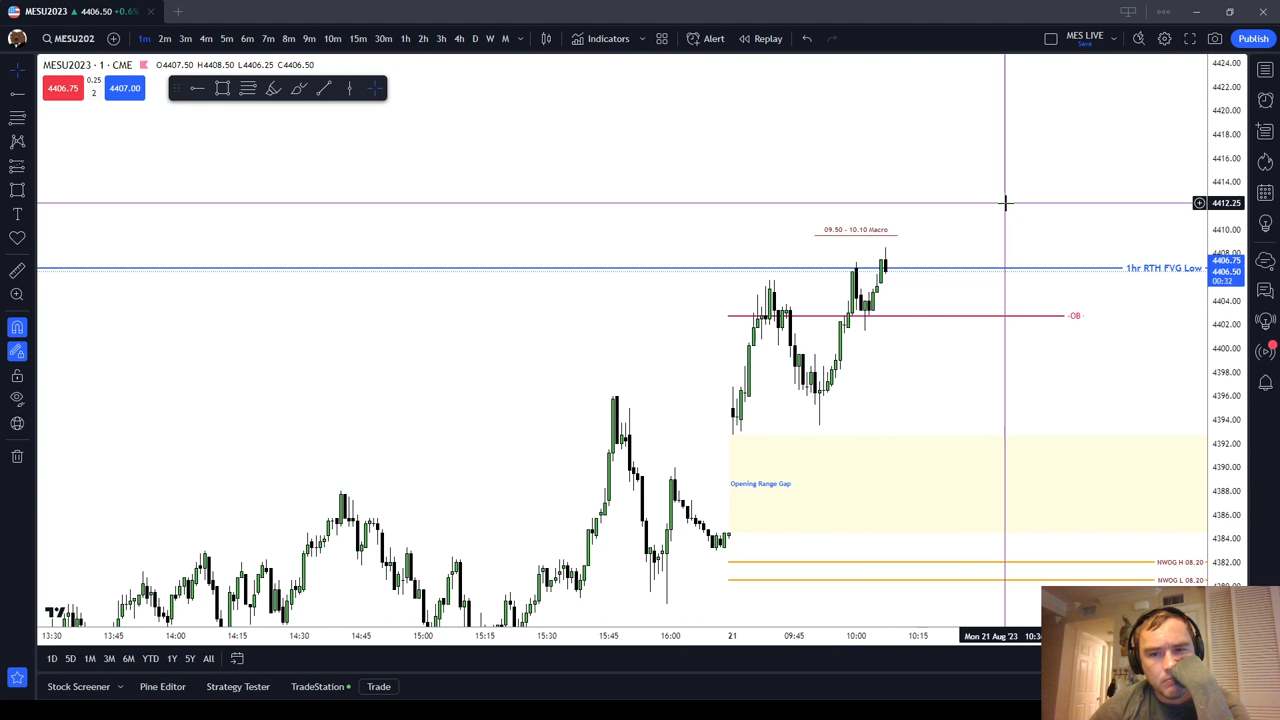 MESU2023 ▲ 4406.50 +0.6%
MESU202 1m 2m 3m 4m 5m 6m 7m 8m 9m 10m 15m 30m 1h 2h 3h 4h D W M Indicators Alert Replay MES LIVE Save Publish
MESU2023 · 1 · CME O4407.50 H4408.50 L4406.25 C4406.50
4406.75 0.25 2 4407.00
4424.00
4422.00
4420.00
4418.00
4416.00
4414.00
4412.25
4410.00
09.50 - 10.10 Macro
4408.00
4406.75
1hr RTH FVG Low
4406.50
00:32
4404.00
-OB
4402.00
4400.00
4398.00
4396.00
4394.00
4392.00
4390.00
Opening Range Gap
4388.00
4386.00
4384.00
4382.00
NWOG H 08.20
NWOG L 08.20
13:30 13:45 14:00 14:15 14:30 14:45 15:00 15:15 15:30 15:45 16:00 21 09:45 10:00 10:15 Mon 21 Aug '23
1D 5D 1M 3M 6M YTD 1Y 5Y All
Stock Screener Pine Editor Strategy Tester TradeStation Trade